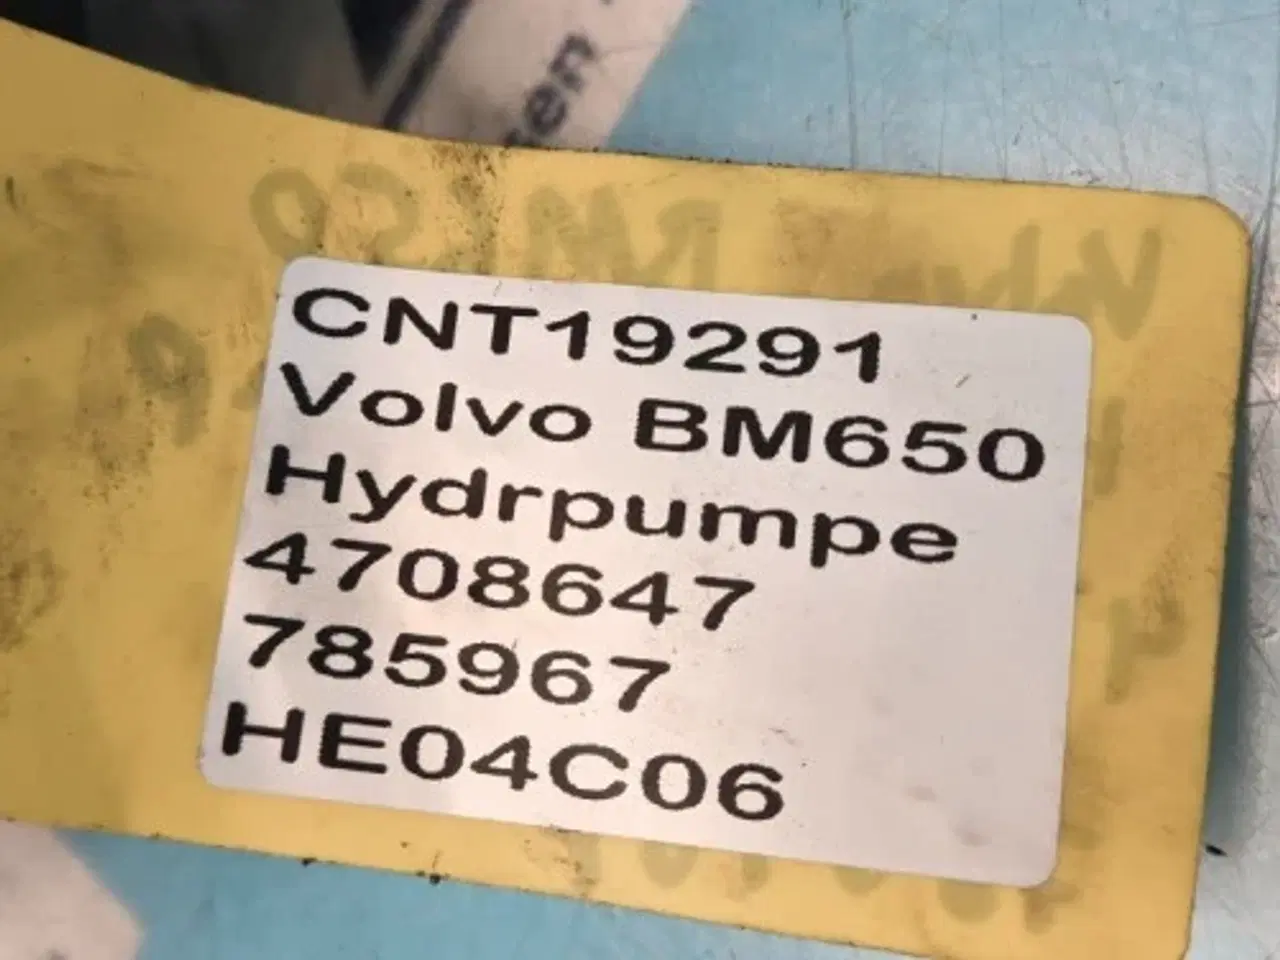 CNT19291
Volvo BM650
Hydrpumpe
4708647
785967
HE04C06